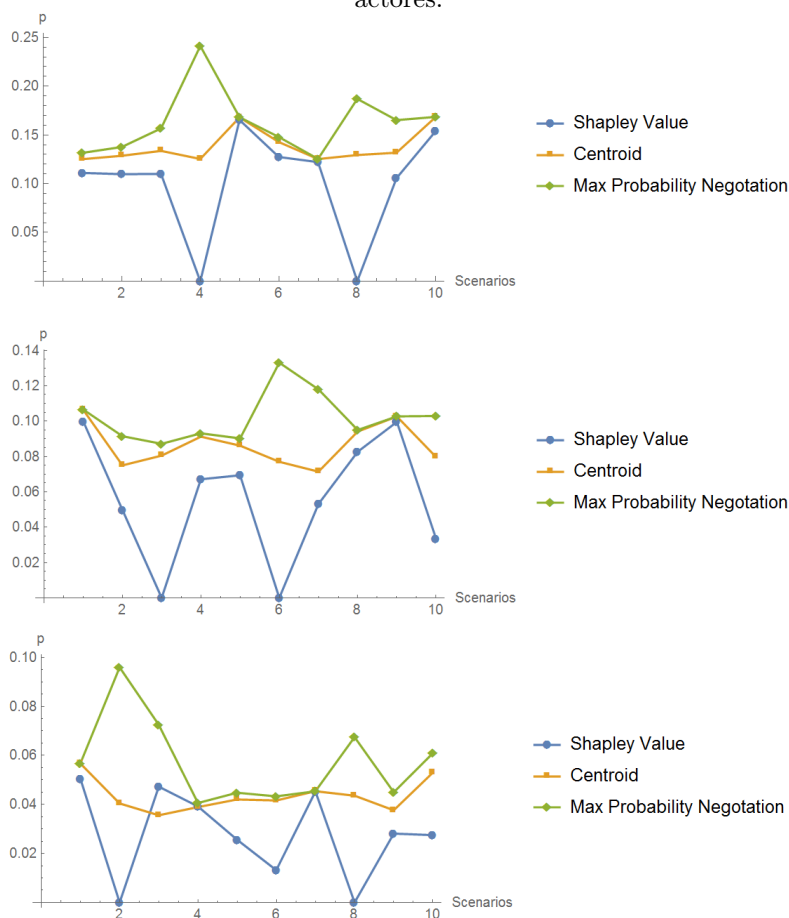 actores.
p
0.25
0.20
0.15
0.10
0.05
2 4 6 8 10 Scenarios
Shapley Value
Centroid
Max Probability Negotation
p
0.14
0.12
0.10
0.08
0.06
0.04
0.02
2 4 6 8 10 Scenarios
Shapley Value
Centroid
Max Probability Negotation
p
0.10
0.08
0.06
0.04
0.02
2 4 6 8 10 Scenarios
Shapley Value
Centroid
Max Probability Negotation